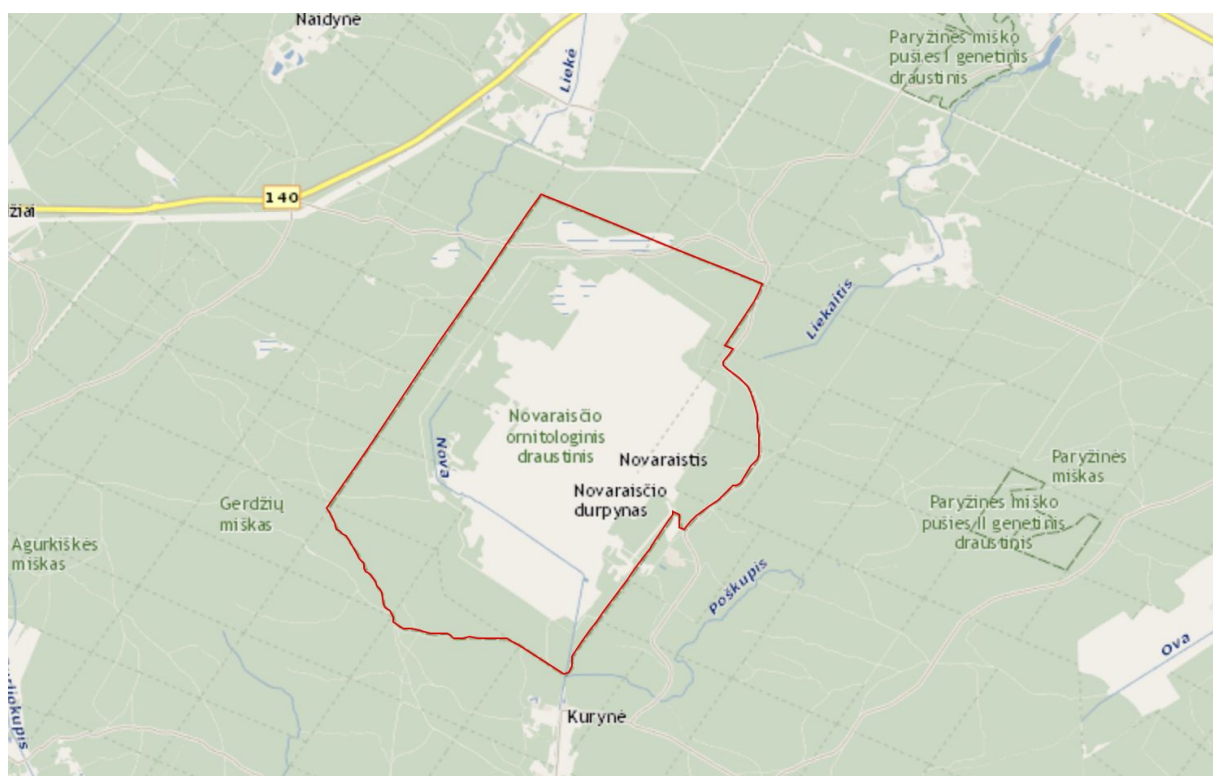 Naidynė
Liekė
Paryžinės miško
pušies I genetinis
draustinis
140
žiai
Liekaitis
Novaraisčio
ornitologinis
draustinis
Nova
Novaraistis
Novaraisčio
durpynas
Paryžinės
miškas
Paryžinės miško
pušies II genetinis
draustinis
Gerdžių
miškas
Agurkiškės
miškas
Poškupis
Ova
Kurynė